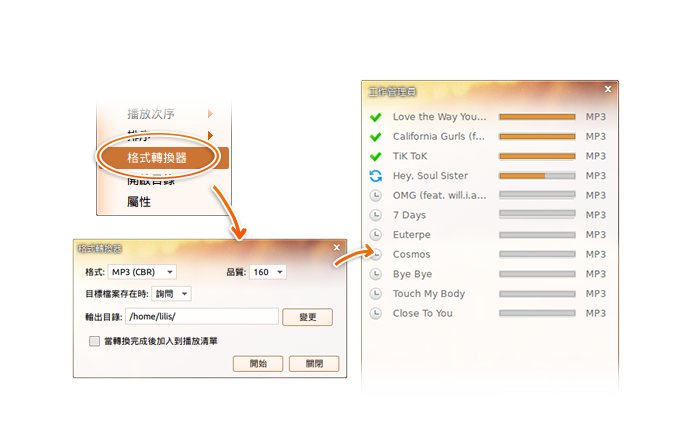 播放次序
排序
格式轉換器
開啟目錄
屬性
格式轉換器
格式: MP3 (CBR) 品質: 160
目標檔案存在時: 詢問
輸出目錄: /home/lilis/ 變更
當轉換完成後加入到播放清單
開始 關閉
工作管理員
Love the Way You... MP3
California Gurls (f... MP3
TiK ToK MP3
Hey, Soul Sister MP3
OMG (feat. will.i.a... MP3
7 Days MP3
Euterpe MP3
Cosmos MP3
Bye Bye MP3
Touch My Body MP3
Close To You MP3